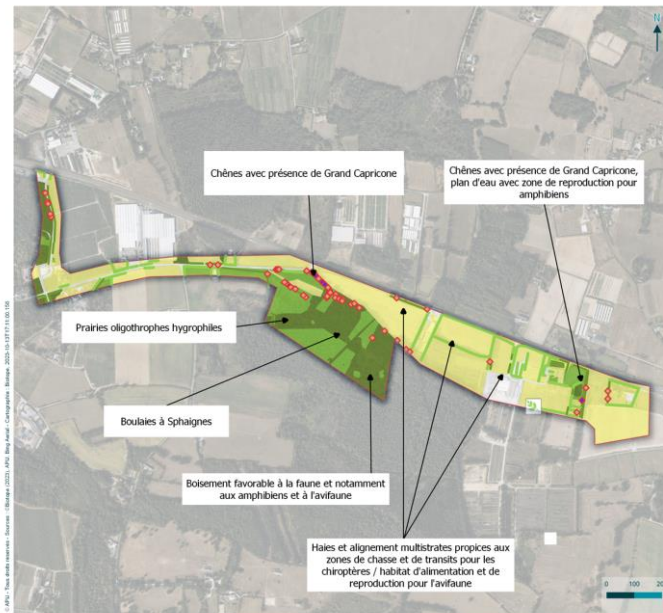 N
Chênes avec présence de Grand Capricone
Chênes avec présence de Grand Capricone,
plan d'eau avec zone de reproduction pour
amphibiens
Prairies oligothrophes hygrophiles
Boulaies à Sphaignes
Boisement favorable à la faune et notamment
aux amphibiens et à l'avifaune
Haies et alignement multistrates propices aux
zones de chasse et de transits pour les
chiroptères / habitat d'alimentation et de
reproduction pour l'avifaune
0 100 200